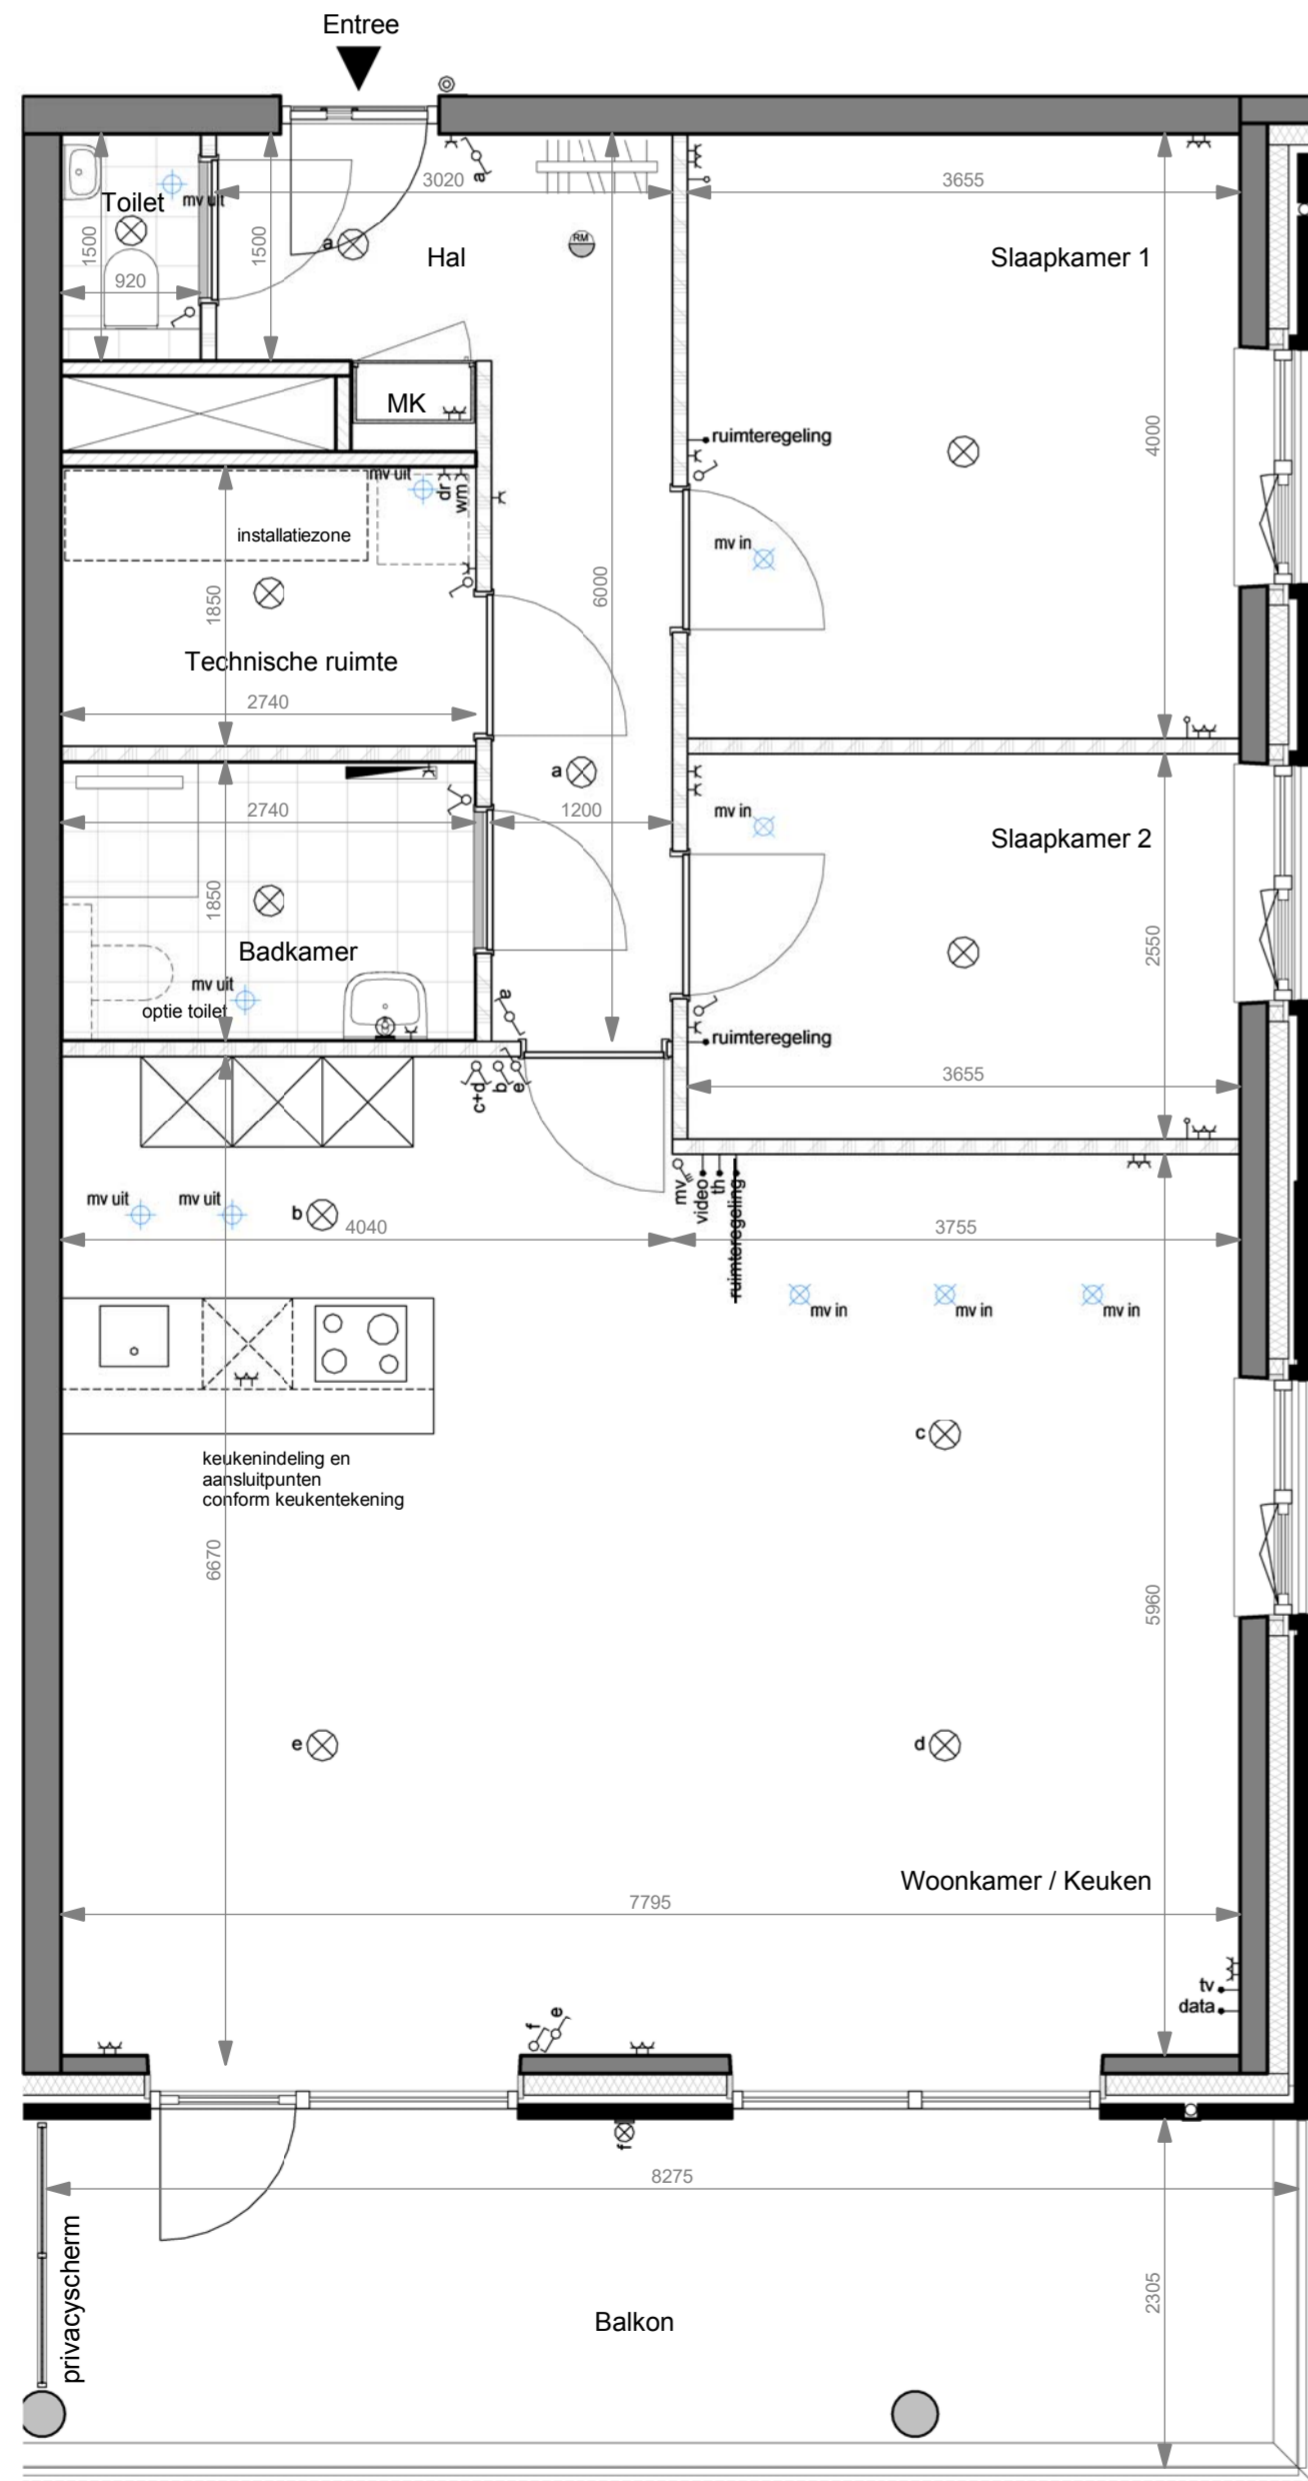 Entree
3020
3655
Toilet
mv uit
1500
1500
920
a
a
Hal
RM
Slaapkamer 1
MK
ruimteregeling
4000
mv uit
dr
wm
installatiezone
mv in
6000
1850
Technische ruimte
2740
a
2740
1200
mv in
Slaapkamer 2
1850
Badkamer
2550
mv uit
optie toilet
a
ruimteregeling
c+d
b
e
3655
mv
video
th
ruimteregeling
mv uit
mv uit
b
4040
3755
mv in
mv in
mv in
c
keukenindeling en
aansluitpunten
conform keukentekening
6670
5960
e
d
Woonkamer / Keuken
7795
tv
data
f
e
f
8275
privacyscherm
2305
Balkon